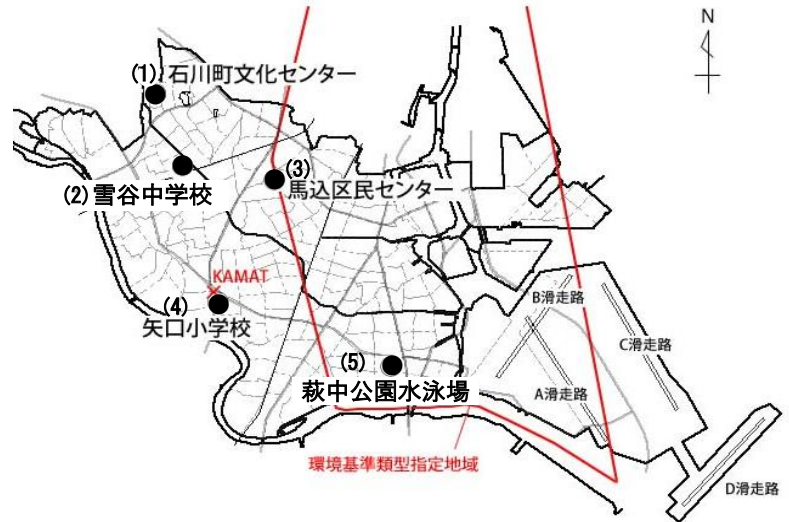 N
(1) 石川町文化センター
(2) 雪谷中学校
(3)
馬込区民センター
KAMAT
(4)
矢口小学校
(5)
萩中公園水泳場
B滑走路
C滑走路
A滑走路
D滑走路
環境基準類型指定地域